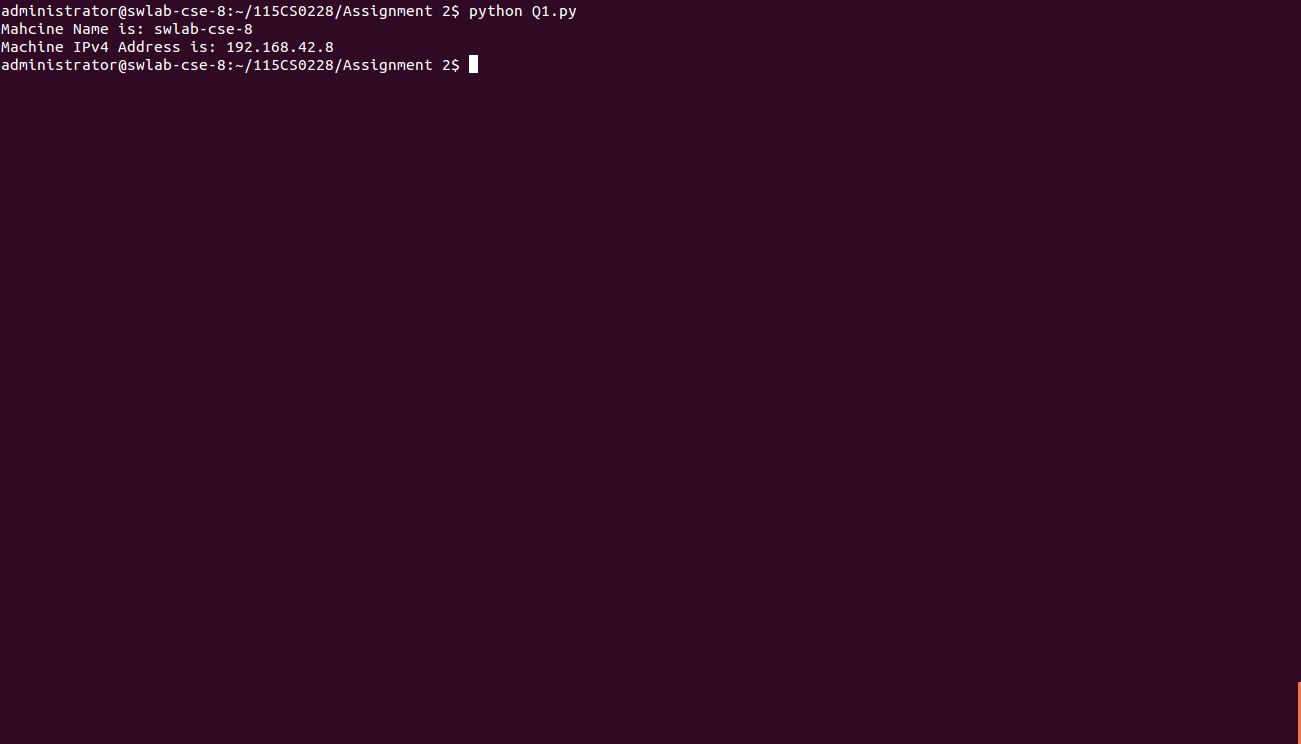 administrator@swlab-cse-8:~/115CS0228/Assignment 2$ python Q1.py
Mahcine Name is: swlab-cse-8
Machine IPv4 Address is: 192.168.42.8
administrator@swlab-cse-8:~/115CS0228/Assignment 2$